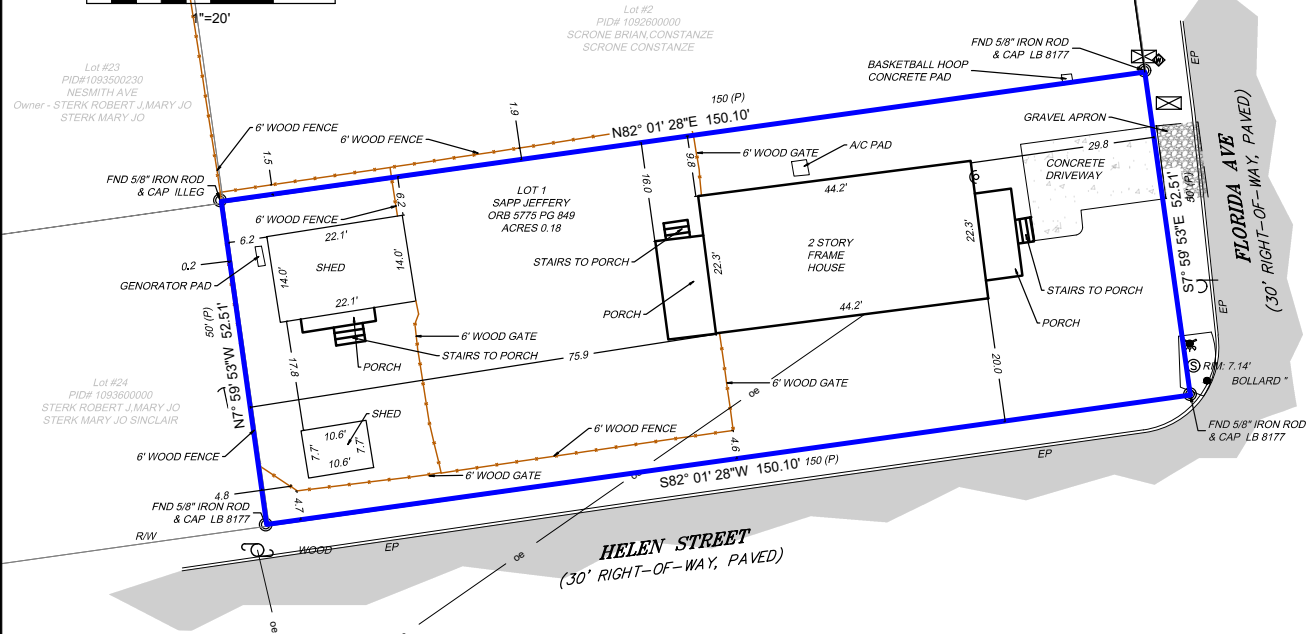 1"=20'
Lot #2
PID# 1092600000
SCRONE BRIAN,CONSTANZE
SCRONE CONSTANZE
FND 5/8" IRON ROD
& CAP LB 8177
BASKETBALL HOOP
CONCRETE PAD
EP
Lot #23
PID#1093500230
NESMITH AVE
Owner - STERK ROBERT J,MARY JO
STERK MARY JO
6' WOOD FENCE
6' WOOD FENCE
1.9
150 (P)
N82° 01' 28"E 150.10'
GRAVEL APRON
FLORIDA AVE
(30' RIGHT-OF-WAY, PAVED)
1.5
FND 5/8" IRON ROD
& CAP ILLEG
LOT 1
SAPP JEFFERY
ORB 5775 PG 849
ACRES 0.18
16.0
9.8
6' WOOD GATE
A/C PAD
29.8
CONCRETE
DRIVEWAY
6.2
44.2'
S7° 59' 53"E 52.51'
50' (P)
6' WOOD FENCE
6.2
22.1'
14.0'
SHED
14.0'
0.2
GENORATOR PAD
22.1'
STAIRS TO PORCH
22.3'
2 STORY
FRAME
HOUSE
22.3'
44.2'
STAIRS TO PORCH
PORCH
PORCH
EP
50' (P)
N7° 59' 53"W 52.51'
6' WOOD GATE
STAIRS TO PORCH
PORCH
17.8
75.9
20.0
S
RIM: 7.14'
BOLLARD "
6' WOOD GATE
oe
Lot #24
PID# 1093600000
STERK ROBERT J,MARY JO
STERK MARY JO SINCLAIR
SHED
10.6'
7.7'
7.7'
10.6'
6' WOOD FENCE
6' WOOD FENCE
4.6
FND 5/8" IRON ROD
& CAP LB 8177
EP
6' WOOD GATE
oe
S82° 01' 28"W 150.10' 150 (P)
4.8
4.7
FND 5/8" IRON ROD
& CAP LB 8177
R/W
WOOD
EP
oe
HELEN STREET
(30' RIGHT-OF-WAY, PAVED)
oe